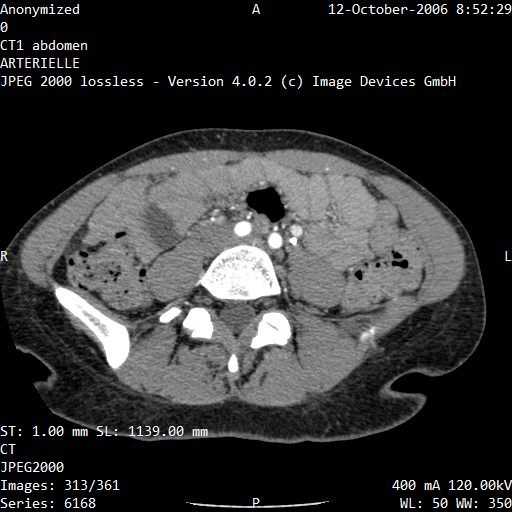 Anonymized A 12-October-2006 8:52:29
0
CT1 abdomen
ARTERIELLE
JPEG 2000 lossless - Version 4.0.2 (c) Image Devices GmbH
R L
ST: 1.00 mm SL: 1139.00 mm
CT
JPEG2000
Images: 313/361 400 mA 120.00kV
Series: 6168 P WL: 50 WW: 350